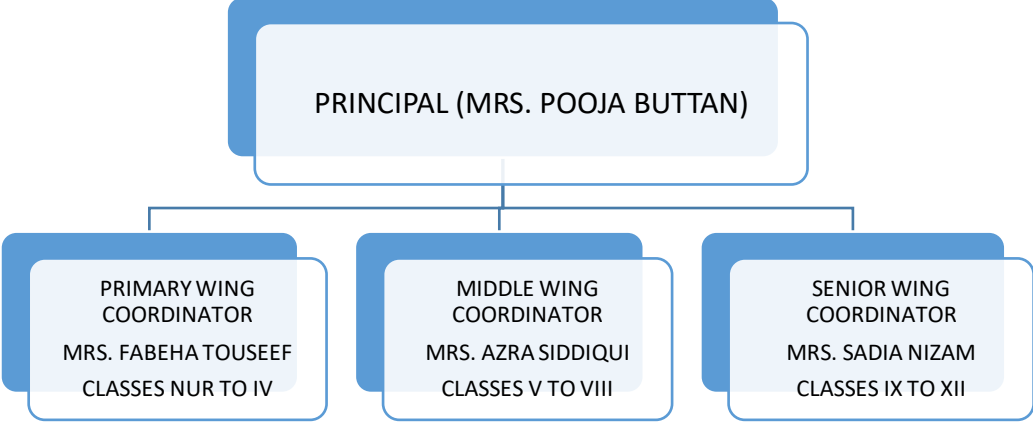 PRINCIPAL (MRS. POOJA BUTTAN)
PRIMARY WING
COORDINATOR
MRS. FABEHA TOUSEEF
CLASSES NUR TO IV
MIDDLE WING
COORDINATOR
MRS. AZRA SIDDIQUI
CLASSES V TO VIII
SENIOR WING
COORDINATOR
MRS. SADIA NIZAM
CLASSES IX TO XII